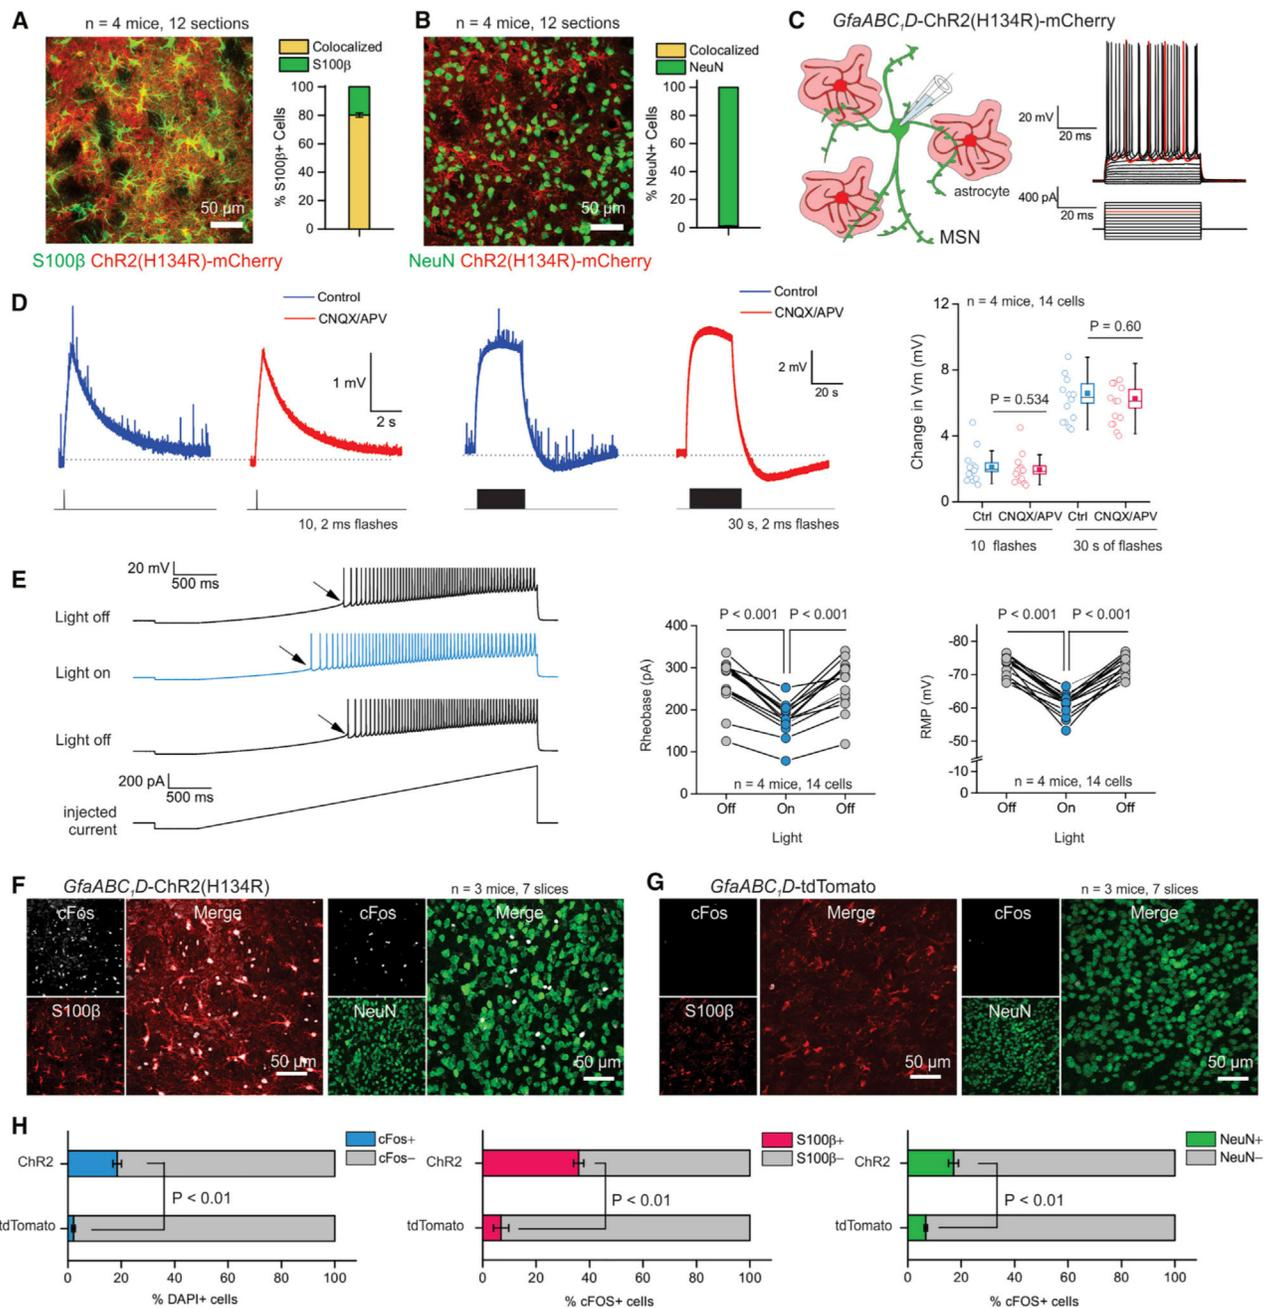 A
n = 4 mice, 12 sections
50 µm
S100β ChR2(H134R)-mCherry
Colocalized
S100β
% S100β+ Cells
100
80
60
40
20
0
B
n = 4 mice, 12 sections
50 µm
NeuN ChR2(H134R)-mCherry
Colocalized
NeuN
% NeuN+ Cells
100
80
60
40
20
0
C
GfaABC₁D-ChR2(H134R)-mCherry
astrocyte
MSN
20 mV
20 ms
400 pA
20 ms
D
Control
CNQX/APV
1 mV
2 s
10, 2 ms flashes
Control
CNQX/APV
2 mV
20 s
30 s, 2 ms flashes
n = 4 mice, 14 cells
P = 0.60
P = 0.534
Change in Vm (mV)
12
8
4
0
Ctrl CNQX/APV Ctrl CNQX/APV
10 flashes 30 s of flashes
E
20 mV
500 ms
Light off
Light on
Light off
200 pA
500 ms
injected
current
P < 0.001 P < 0.001
Rheobase (pA)
400
300
200
100
0
n = 4 mice, 14 cells
Off On Off
Light
P < 0.001 P < 0.001
RMP (mV)
-80
-70
-60
-50
-10
0
n = 4 mice, 14 cells
Off On Off
Light
F
GfaABC₁D-ChR2(H134R)
n = 3 mice, 7 slices
cFos
Merge
S100β
50 µm
cFos
Merge
NeuN
50 µm
G
GfaABC₁D-tdTomato
n = 3 mice, 7 slices
cFos
Merge
S100β
50 µm
cFos
Merge
NeuN
50 µm
H
cFos+
cFos−
ChR2
P < 0.01
tdTomato
0 20 40 60 80 100
% DAPI+ cells
S100β+
S100β−
ChR2
P < 0.01
tdTomato
0 20 40 60 80 100
% cFOS+ cells
NeuN+
NeuN−
ChR2
P < 0.01
tdTomato
0 20 40 60 80 100
% cFOS+ cells